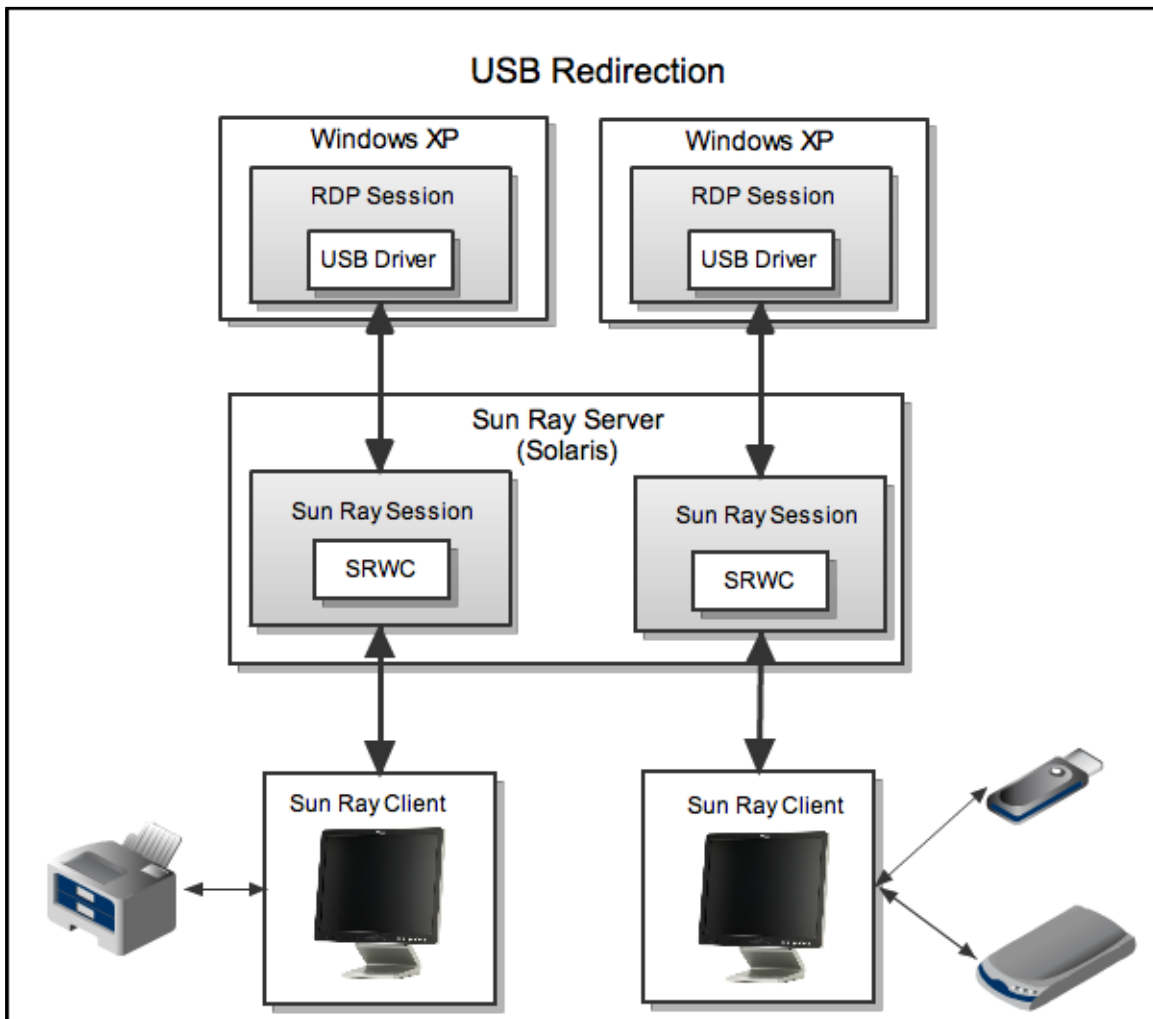 USB Redirection
Windows XP
RDP Session
USB Driver
Windows XP
RDP Session
USB Driver
Sun Ray Server
(Solaris)
Sun Ray Session
SRWC
Sun Ray Session
SRWC
Sun Ray Client
Sun Ray Client